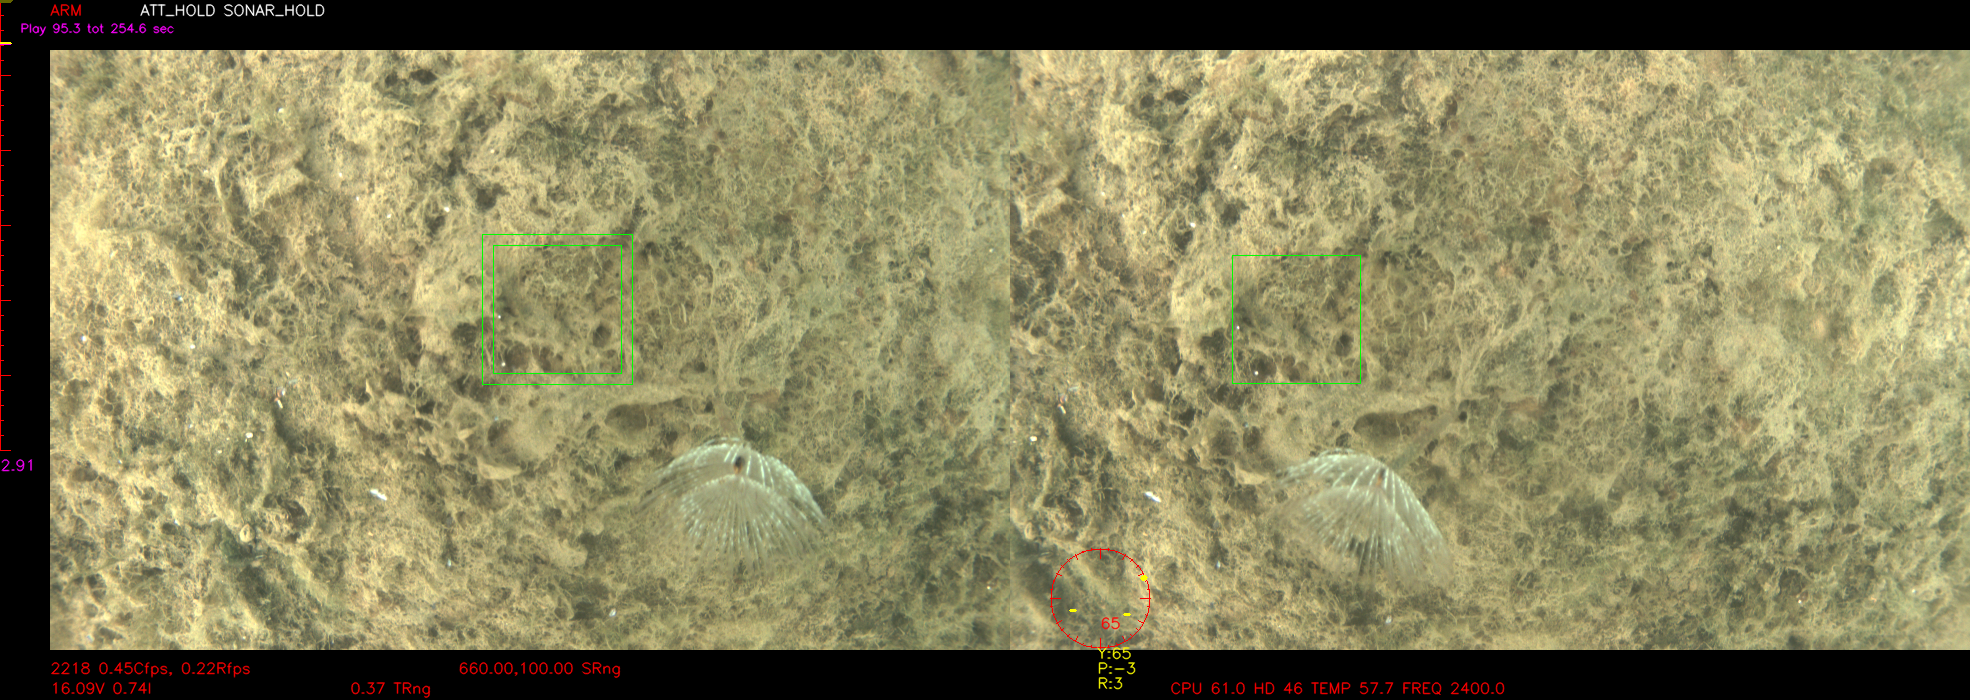 ARM ATT_HOLD SONAR_HOLD
Play 95.3 tot 254.6 sec
2.91
65
Y:65
P:-3
R:3
2218 0.45Cfps, 0.22Rfps 660.00,100.00 SRng
16.09V 0.74I 0.37 TRng CPU 61.0 HD 46 TEMP 57.7 FREQ 2400.0